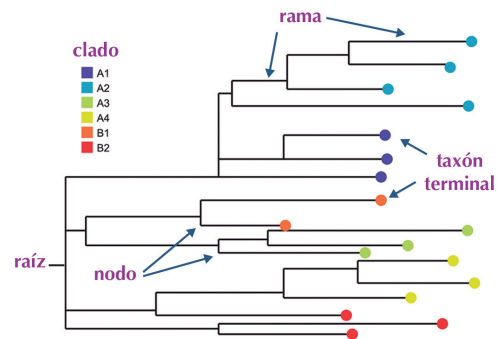 rama
clado
A1
A2
A3
A4
B1
B2
taxón
terminal
raíz
nodo